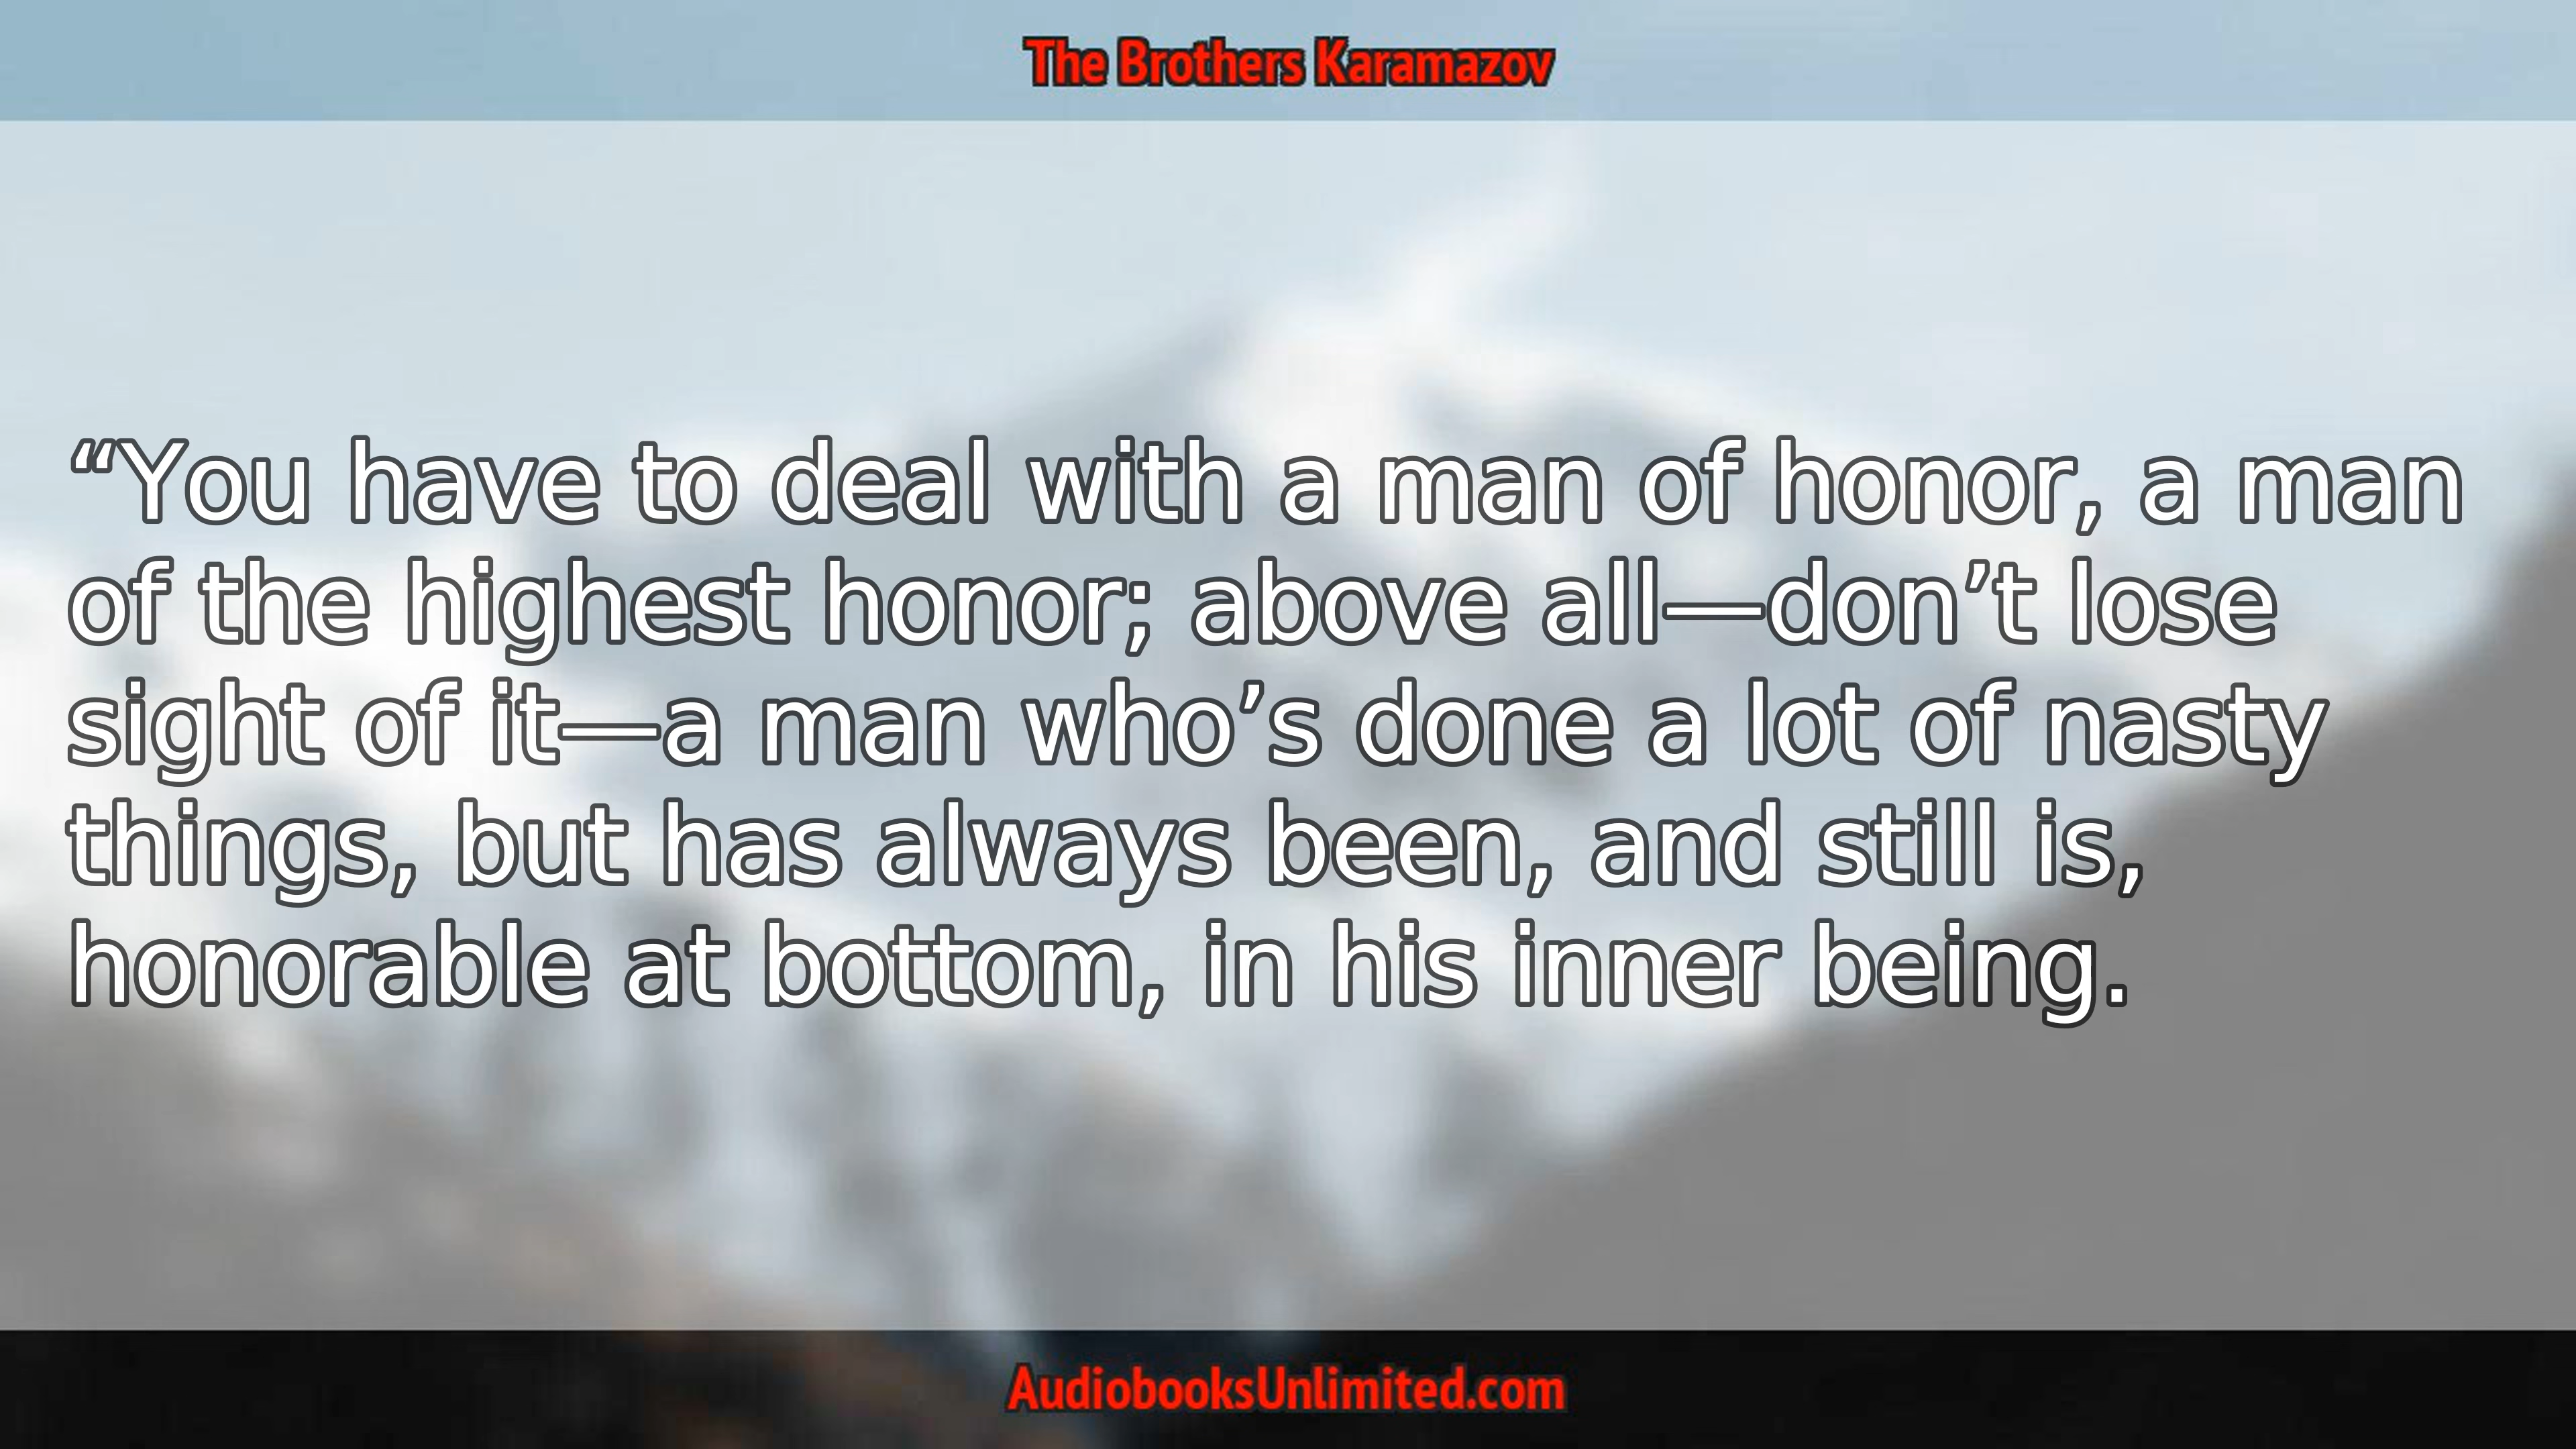 The Brothers Karamazov
“You have to deal with a man of honor, a man
of the highest honor; above all—don’t lose
sight of it—a man who’s done a lot of nasty
things, but has always been, and still is,
honorable at bottom, in his inner being.
AudiobooksUnlimited.com